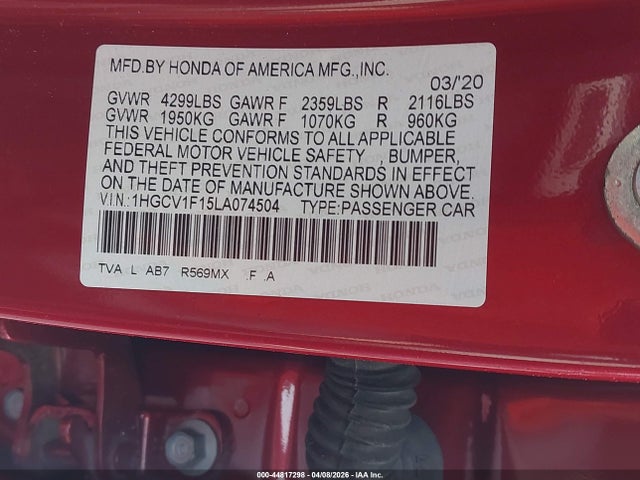 MFD.BY HONDA OF AMERICA MFG.,INC. 03/'20
GVWR 4299LBS GAWR F 2359LBS R 2116LBS
GVWR 1950KG GAWR F 1070KG R 960KG
THIS VEHICLE CONFORMS TO ALL APPLICABLE
FEDERAL MOTOR VEHICLE SAFETY , BUMPER,
AND THEFT PREVENTION STANDARDS IN EFFECT
ON THE DATE OF MANUFACTURE SHOWN ABOVE.
V.I.N.:1HGCV1F15LA074504 TYPE:PASSENGER CAR
TVA L AB7 R569MX .F .A
000-44817298 - 04/08/2026 - IAA Inc.